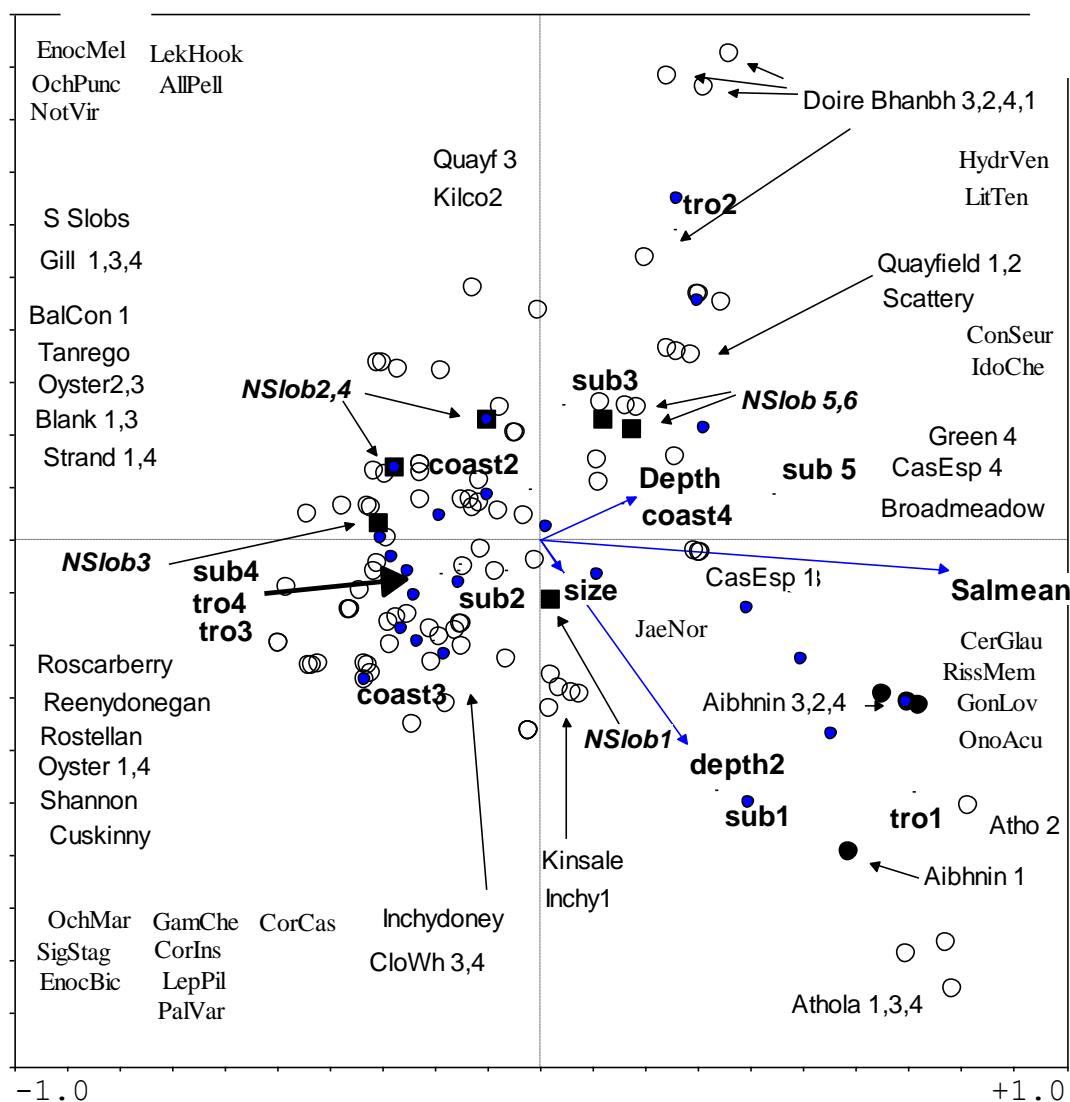 EnocMel LekHook
OchPunc AllPell
NotVir
Doire Bhanbh 3,2,4,1
Quayf 3
Kilco2
HydrVen
LitTen
tro2
S Slobs
Gill 1,3,4
Quayfield 1,2
Scattery
BalCon 1
Tanrego
Oyster2,3
Blank 1,3
Strand 1,4
ConSeur
IdoChe
NSlob2,4
sub3
NSlob 5,6
Green 4
CasEsp 4
Broadmeadow
coast2
Depth
sub 5
coast4
NSlob3
sub4
tro4
tro3
sub2
size
CasEsp 1
Salmean
JaeNor
CerGlau
RissMem
GonLov
OnoAcu
Roscarberry
Reenydonegan
Rostellan
Oyster 1,4
Shannon
Cuskinny
coast3
Aibhnin 3,2,4
NSlob1
depth2
sub1
tro1
Atho 2
Kinsale
Inchy1
Aibhnin 1
OchMar GamChe CorCas
SigStag CorIns
EnocBic LepPil
PalVar
Inchydoney
CloWh 3,4
Athola 1,3,4
-1.0 +1.0